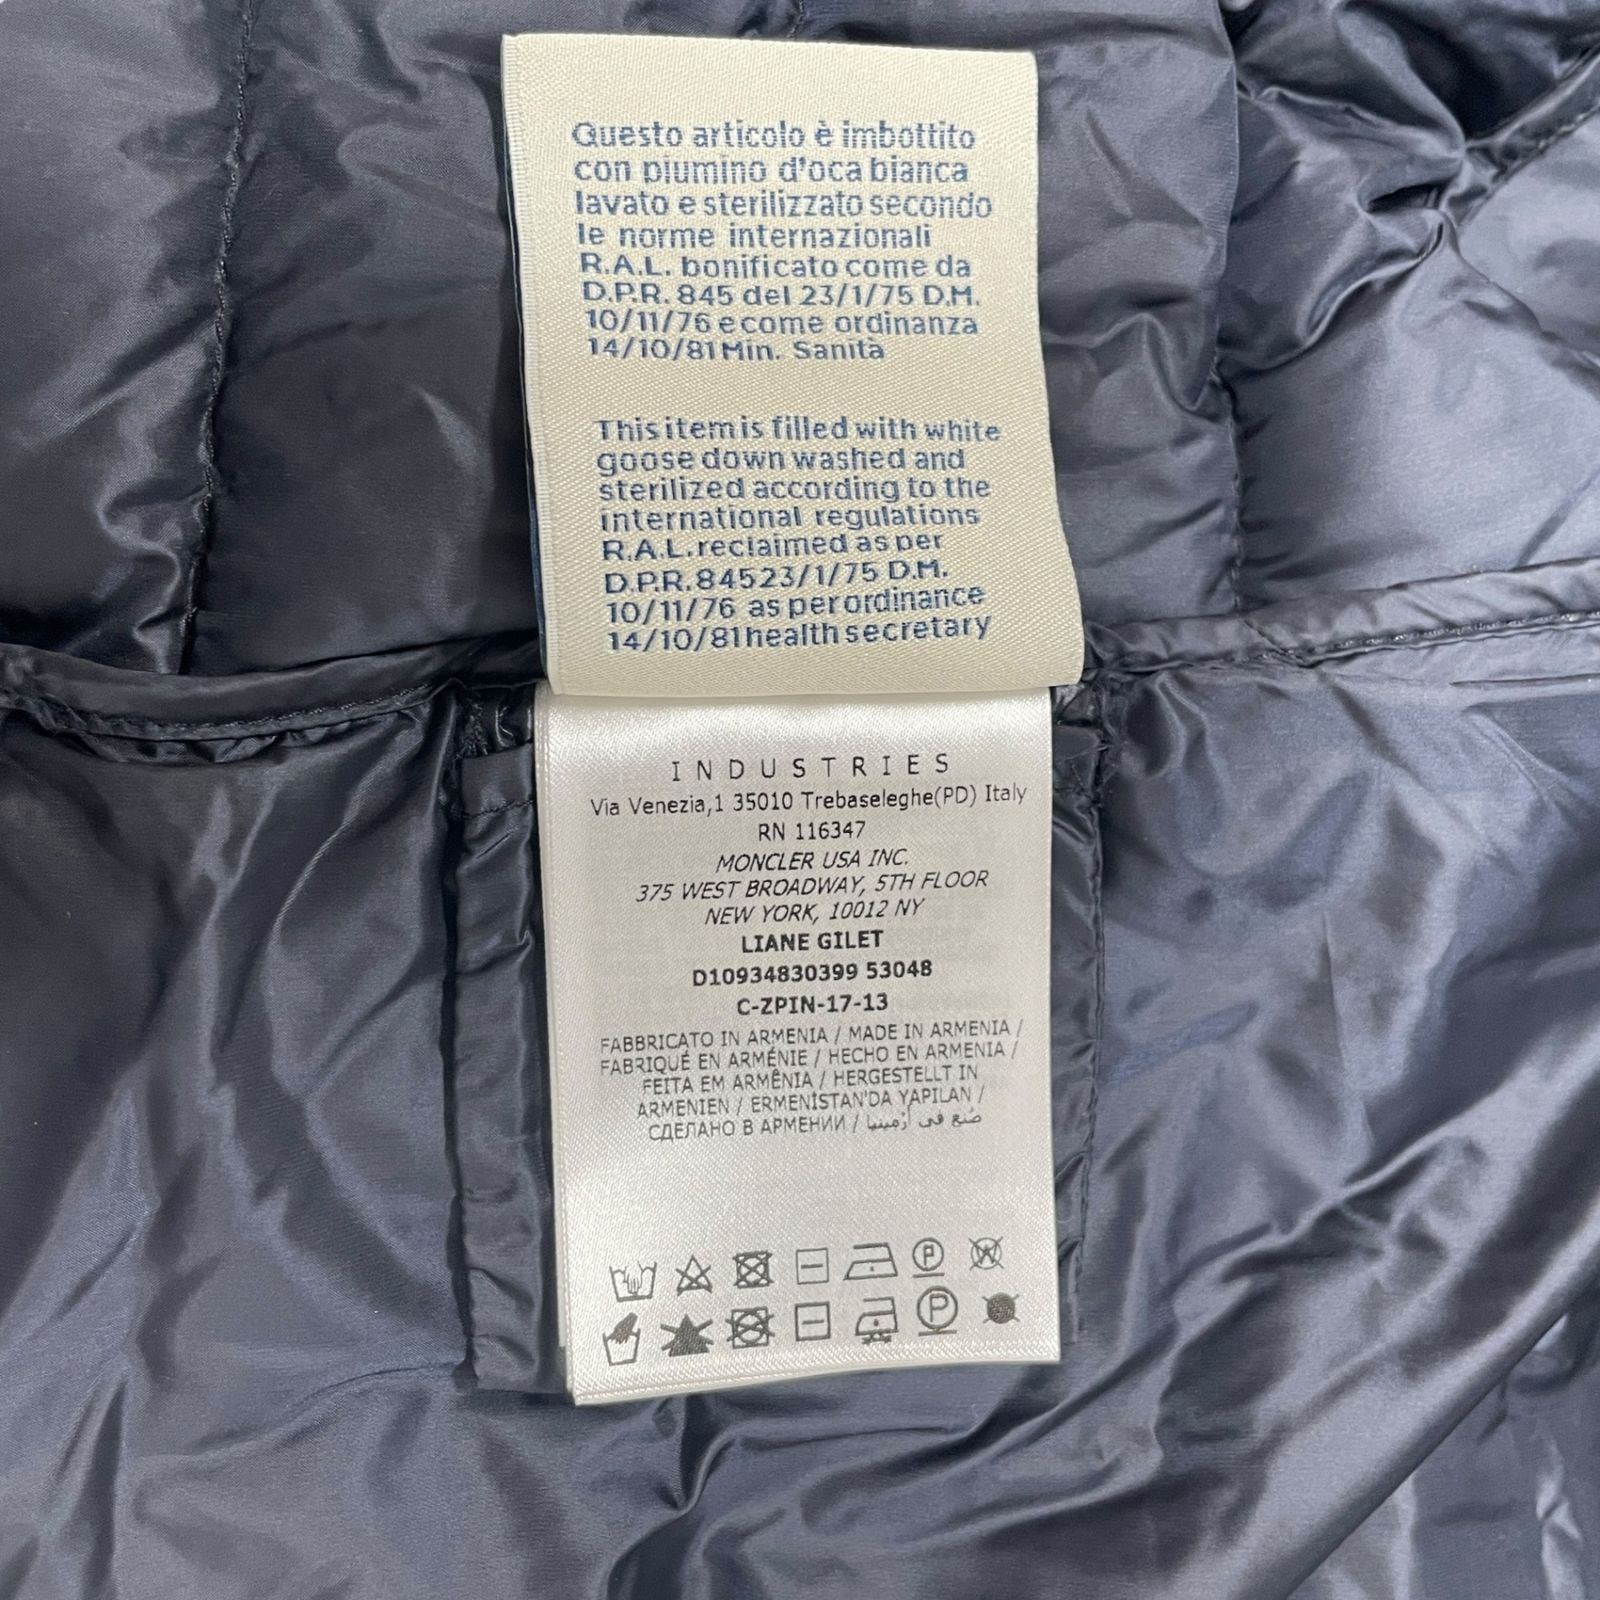 Questo articolo è imbottito
con piumino d'oca bianca
lavato e sterilizzato secondo
le norme internazionali
R.A.L. bonificato come da
D.P.R. 845 del 23/1/75 D.M.
10/11/76 e come ordinanza
14/10/81 Min. Sanità
This item is filled with white
goose down washed and
sterilized according to the
international regulations
R.A.L. reclaimed as per
D.P.R. 845 23/1/75 D.M.
10/11/76 as per ordinance
14/10/81 health secretary
INDUSTRIES
Via Venezia,1 35010 Trebaseleghe(PD) Italy
RN 116347
MONCLER USA INC.
375 WEST BROADWAY, 5TH FLOOR
NEW YORK, 10012 NY
LIANE GILET
D10934830399 53048
C-ZPIN-17-13
FABBRICATO IN ARMENIA / MADE IN ARMENIA /
FABRIQUÉ EN ARMÉNIE / HECHO EN ARMENIA /
FEITA EM ARMÊNIA / HERGESTELLT IN
ARMENIEN / ERMENİSTAN'DA YAPILAN /
СДЕЛАНО В АРМЕНИИ / صُنع في أرمينيا
P W
P